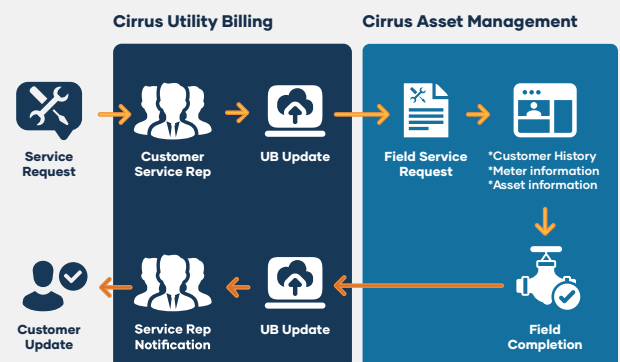 Cirrus Utility Billing
Cirrus Asset Management
Service
Request
Customer
Service Rep
UB Update
Field Service
Request
*Customer History
*Meter information
*Asset information
Customer
Update
Service Rep
Notification
UB Update
Field
Completion